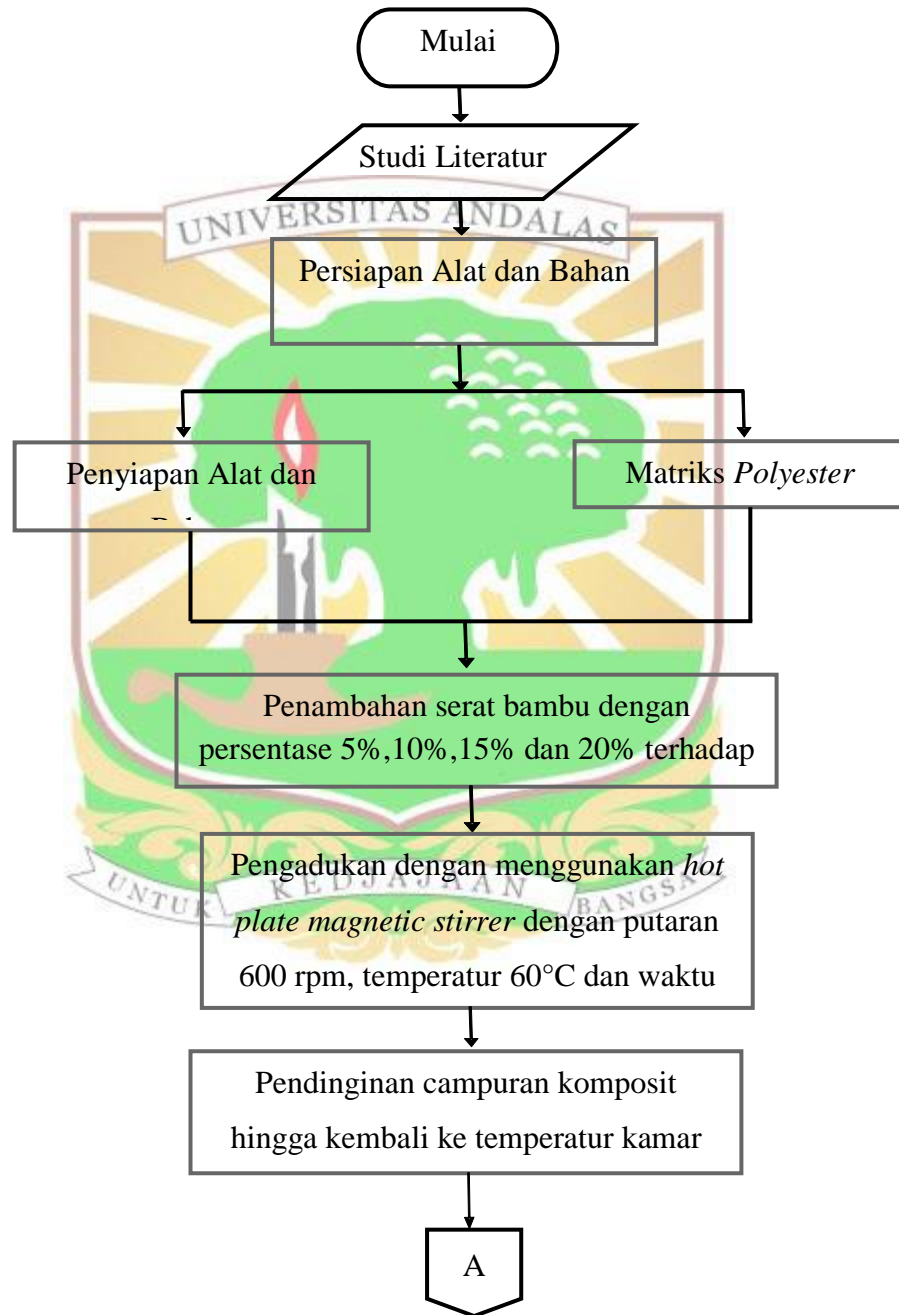 Mulai
Studi Literatur
UNIVERSITAS ANDALAS
Persiapan Alat dan Bahan
Penyiapan Alat dan
Matriks Polyester
Penambahan serat bambu dengan
persentase 5%,10%,15% dan 20% terhadap
Pengadukan dengan menggunakan hot
plate magnetic stirrer dengan putaran
600 rpm, temperatur 60°C dan waktu
UNTUK KEDJAJAAN BANGSA
Pendinginan campuran komposit
hingga kembali ke temperatur kamar
A